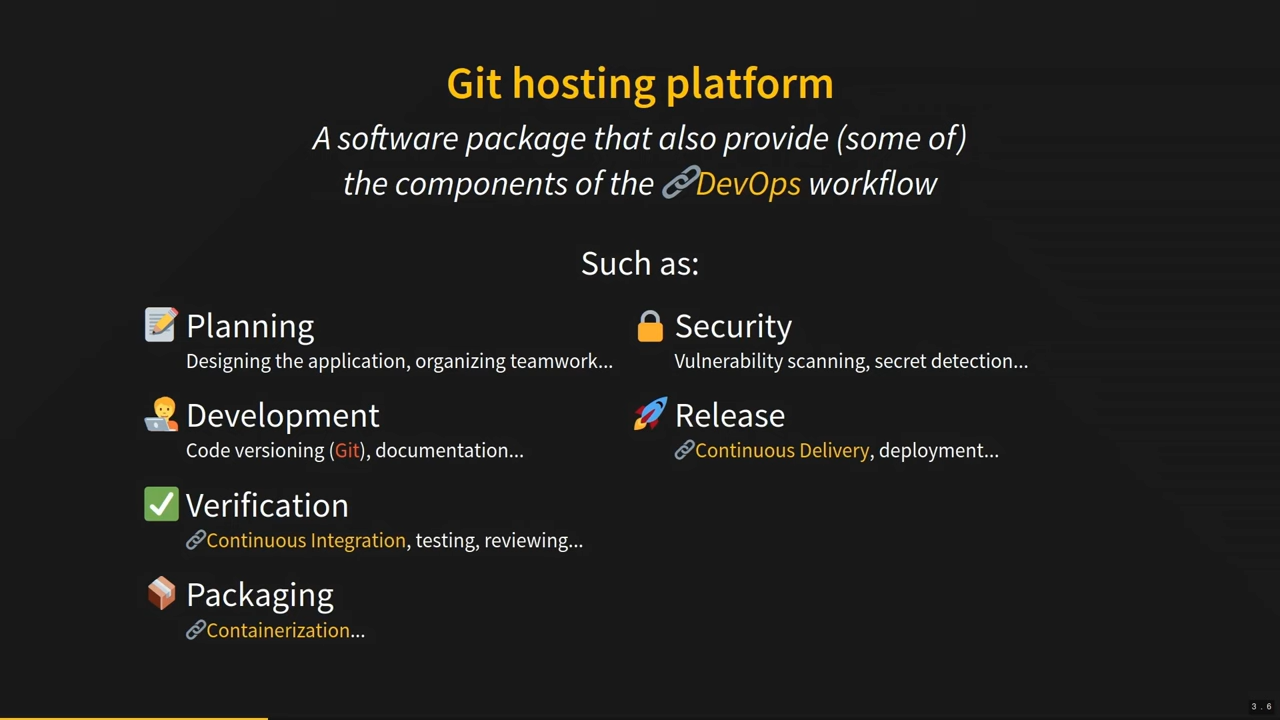 Git hosting platform
A software package that also provide (some of)
the components of the 🔗DevOps workflow
Such as:
📝 Planning
Designing the application, organizing teamwork...
🧑‍💻 Development
Code versioning (Git), documentation...
✅ Verification
🔗Continuous Integration, testing, reviewing...
📦 Packaging
🔗Containerization...
🔒 Security
Vulnerability scanning, secret detection...
🚀 Release
🔗Continuous Delivery, deployment...
3.6